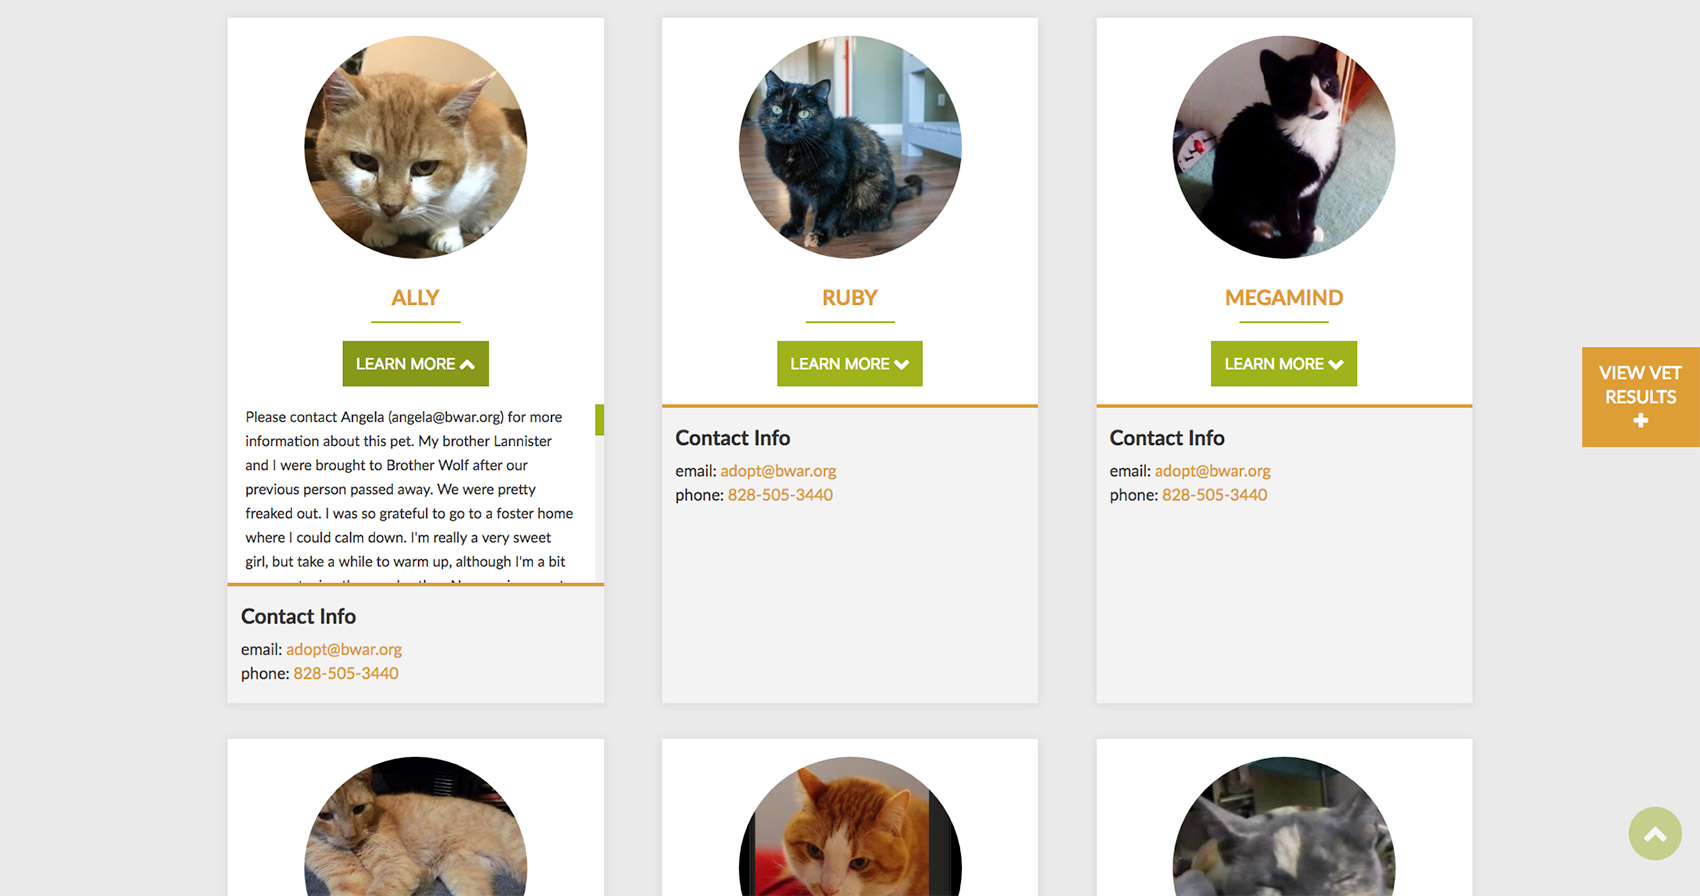 ALLY
LEARN MORE
Please contact Angela (angela@bwar.org) for more
information about this pet. My brother Lannister
and I were brought to Brother Wolf after our
previous person passed away. We were pretty
freaked out. I was so grateful to go to a foster home
where I could calm down. I'm really a very sweet
girl, but take a while to warm up, although I'm a bit
Contact Info
email: adopt@bwar.org
phone: 828-505-3440
RUBY
LEARN MORE
Contact Info
email: adopt@bwar.org
phone: 828-505-3440
MEGAMIND
LEARN MORE
Contact Info
email: adopt@bwar.org
phone: 828-505-3440
VIEW VET
RESULTS